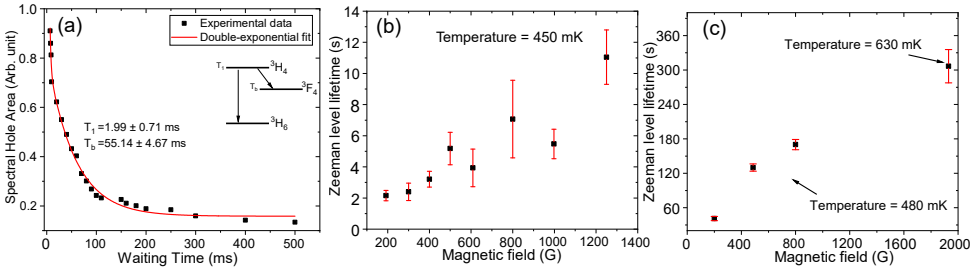 (a)
Experimental data
Double-exponential fit
T₁
³H₄
T_b
³F₄
³H₆
T₁ =1.99 ± 0.71 ms
T_b = 55.14 ± 4.67 ms
Spectral Hole Area (Arb. unit)
1.0
0.8
0.6
0.4
0.2
0
100
200
300
400
500
Waiting Time (ms)
(b)
Temperature = 450 mK
Zeeman level lifetime (s)
14
12
10
8
6
4
2
0
200
400
600
800
1000
1200
1400
Magnetic field (G)
(c)
Temperature = 630 mK
Temperature = 480 mK
Zeeman level lifetime (s)
360
300
240
180
120
60
0
0
400
800
1200
1600
2000
Magnetic field (G)